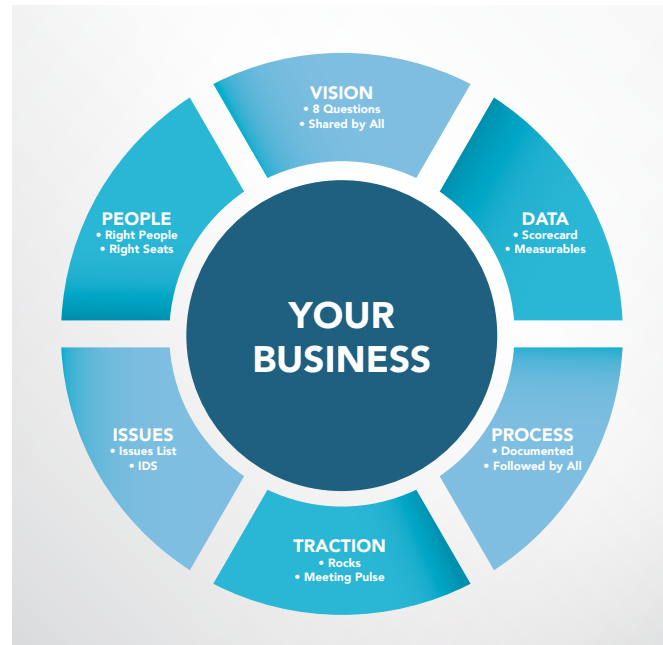 VISION
• 8 Questions
• Shared by All
DATA
• Scorecard
• Measurables
PEOPLE
• Right People
• Right Seats
YOUR
BUSINESS
ISSUES
• Issues List
• IDS
PROCESS
• Documented
• Followed by All
TRACTION
• Rocks
• Meeting Pulse